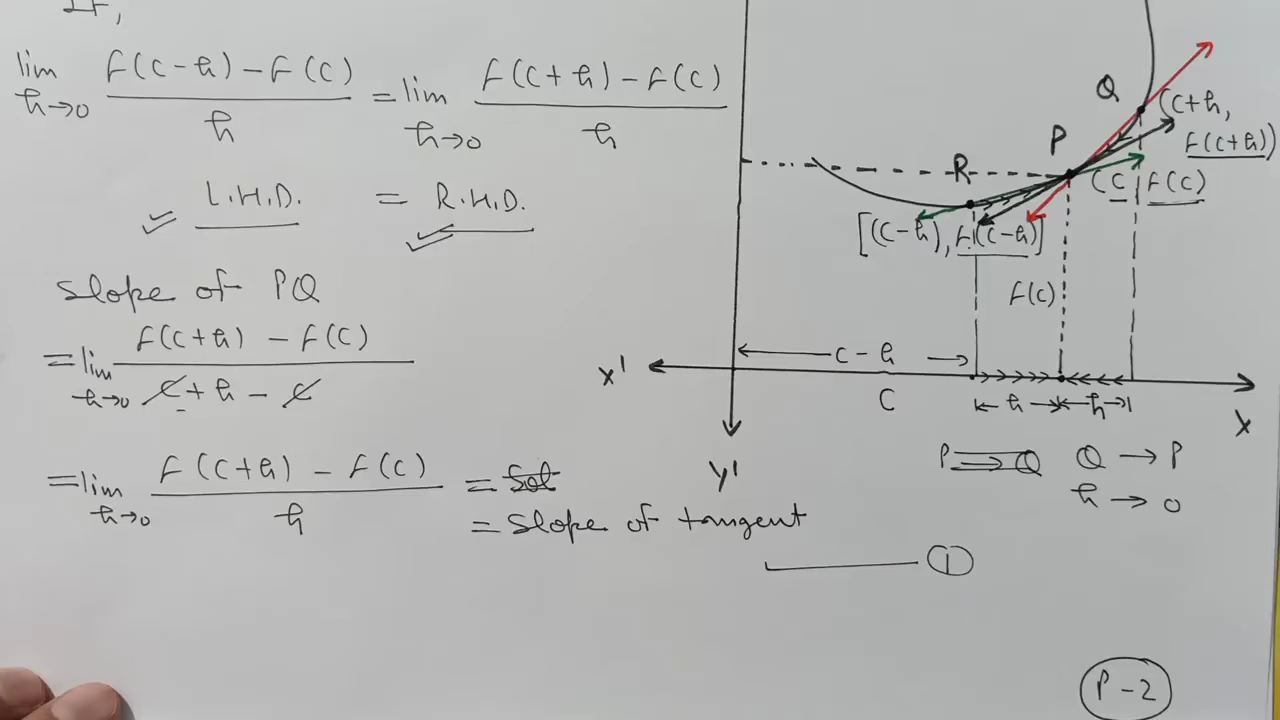 If,
lim h→0 f(c-h) - f(c) / h = lim h→0 f(c+h) - f(c) / h
L.H.D. = R.H.D.
slope of PQ
= lim h→0 f(c+h) - f(c) / c + h - c
= lim h→0 f(c+h) - f(c) / h = Sol
= slope of tangent
①
Q
(c+h,
f(c+h))
P
R
(c, f(c)
[(c-h), f(c-h)]
f(c)
c - h
X'
C
h
h
X
Y'
P ⇒ Q Q → P
h → 0
P-2